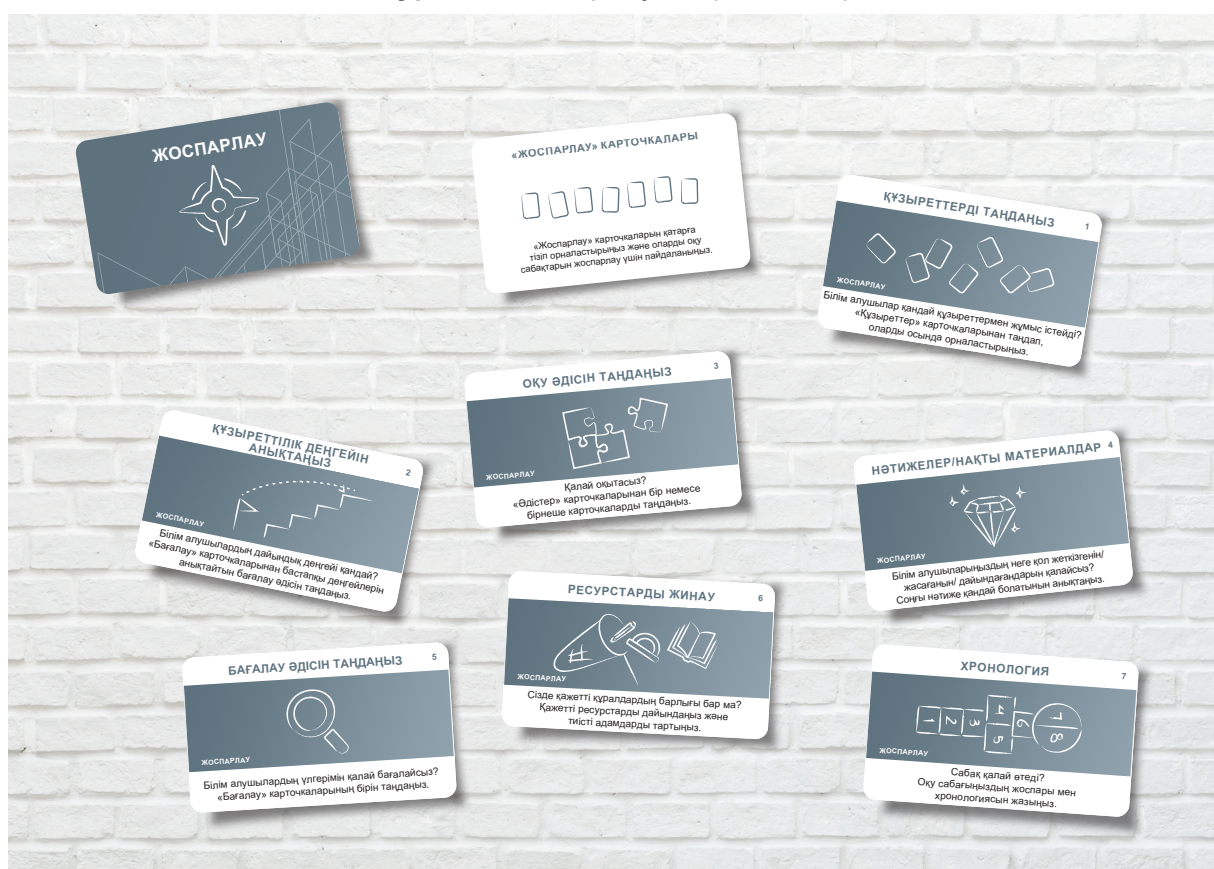 ЖОСПАРЛАУ
«ЖОСПАРЛАУ» КАРТОЧКАЛАРЫ
«Жоспарлау» карточкаларын қатарға
тізіп орналастырыңыз және оларды оқу
сабақтарын жоспарлау үшін пайдаланыңыз.
ҚҰЗЫРЕТТЕРДІ ТАҢДАҢЫЗ 1
ЖОСПАРЛАУ
Білім алушылар қандай құзыреттермен жұмыс істейді?
«Құзыреттер» карточкаларынан таңдап,
оларды осында орналастырыңыз.
ҚҰЗЫРЕТТІЛІК ДЕҢГЕЙІН
АНЫҚТАҢЫЗ 2
ЖОСПАРЛАУ
Білім алушылардың дайындық деңгейі қандай?
«Бағалау» карточкаларынан бастапқы деңгейлерін
анықтайтын бағалау әдісін таңдаңыз.
ОҚУ ӘДІСІН ТАҢДАҢЫЗ 3
ЖОСПАРЛАУ
Қалай оқытасыз?
«Әдістер» карточкаларынан бір немесе
бірнеше карточкаларды таңдаңыз.
НӘТИЖЕЛЕР/НАҚТЫ МАТЕРИАЛДАР 4
ЖОСПАРЛАУ
Білім алушыларыңыздың неге қол жеткізгенін/
жасағанын/ дайындағандарын қалайсыз?
Соңғы нәтиже қандай болатынын анықтаңыз.
БАҒАЛАУ ӘДІСІН ТАҢДАҢЫЗ 5
ЖОСПАРЛАУ
Білім алушылардың үлгерімін қалай бағалайсыз?
«Бағалау» карточкаларының бірін таңдаңыз.
РЕСУРСТАРДЫ ЖИНАУ 6
ЖОСПАРЛАУ
Сізде қажетті құралдардың барлығы бар ма?
Қажетті ресурстарды дайындаңыз және
тиісті адамдарды тартыңыз.
ХРОНОЛОГИЯ 7
1 2 3 4 5 6 7 8
ЖОСПАРЛАУ
Сабақ қалай өтеді?
Оқу сабағыңыздың жоспары мен
хронологиясын жазыңыз.